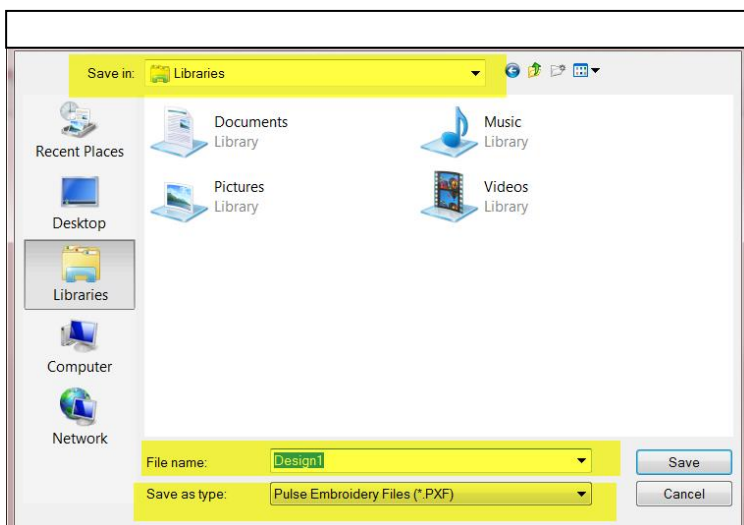 Save in: Libraries
Recent Places
Desktop
Libraries
Computer
Network
Documents
Library
Music
Library
Pictures
Library
Videos
Library
File name: Design1
Save
Save as type: Pulse Embroidery Files (*.PXF)
Cancel